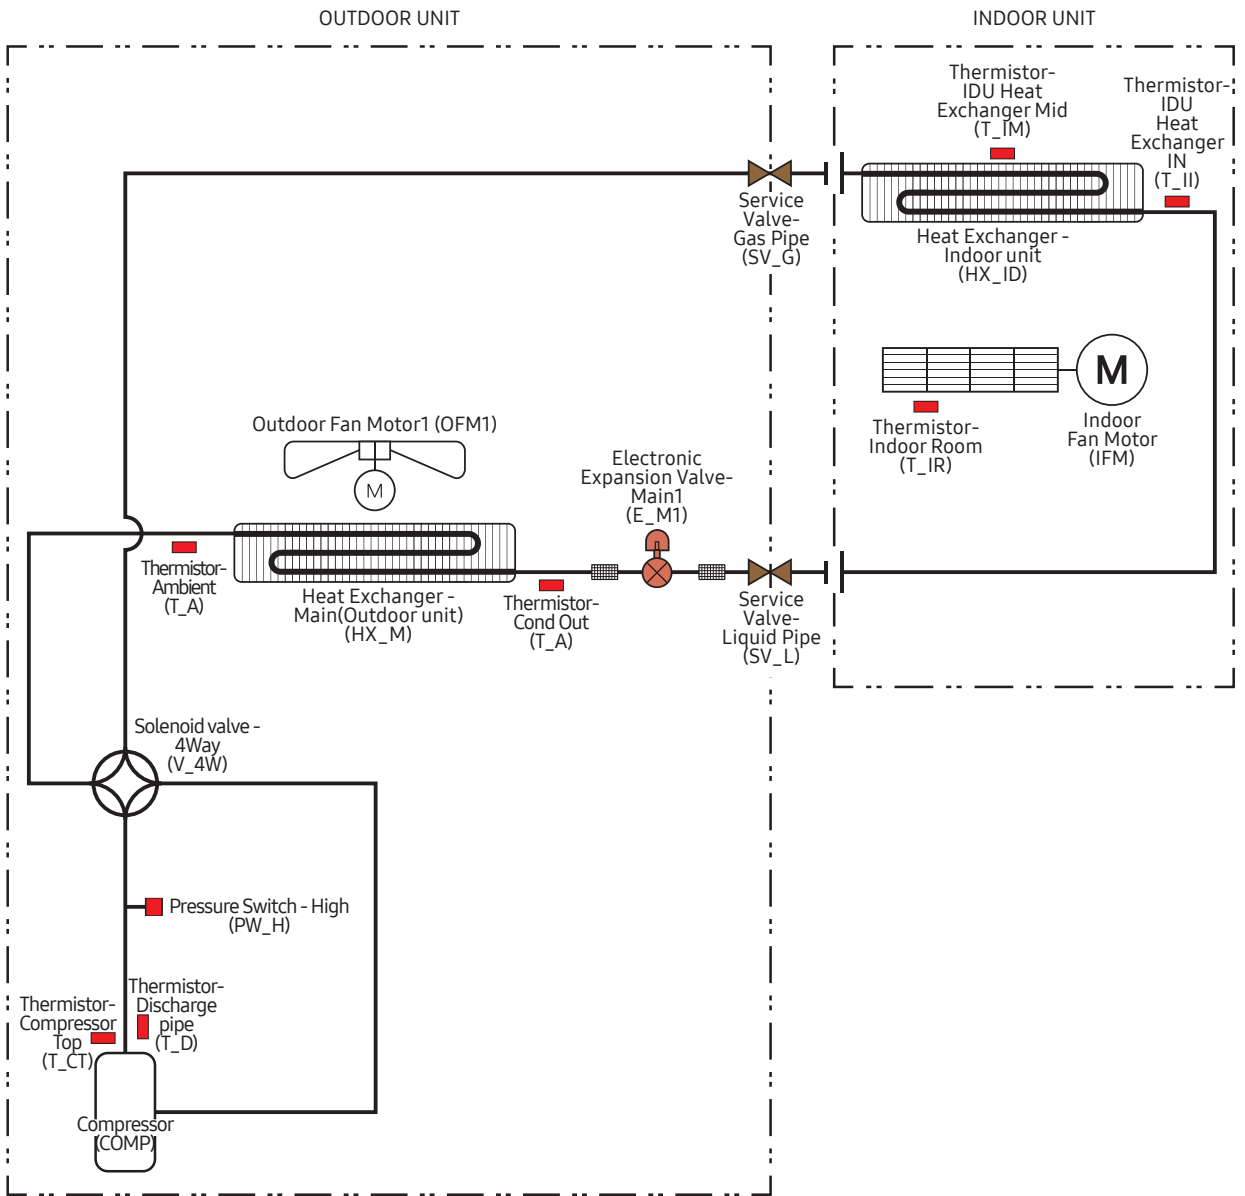 OUTDOOR UNIT
INDOOR UNIT
Thermistor-
IDU Heat
Exchanger Mid
(T_IM)
Thermistor-
IDU
Heat
Exchanger
IN
(T_II)
Service
Valve-
Gas Pipe
(SV_G)
Heat Exchanger -
Indoor unit
(HX_ID)
M
Thermistor-
Indoor Room
(T_IR)
Indoor
Fan Motor
(IFM)
Outdoor Fan Motor1 (OFM1)
M
Electronic
Expansion Valve-
Main1
(E_M1)
Thermistor-
Ambient
(T_A)
Heat Exchanger -
Main(Outdoor unit)
(HX_M)
Thermistor-
Cond Out
(T_A)
Service
Valve-
Liquid Pipe
(SV_L)
Solenoid valve -
4Way
(V_4W)
Pressure Switch - High
(PW_H)
Thermistor-
Compressor
Top
(T_CT)
Thermistor-
Discharge
pipe
(T_D)
Compressor
(COMP)